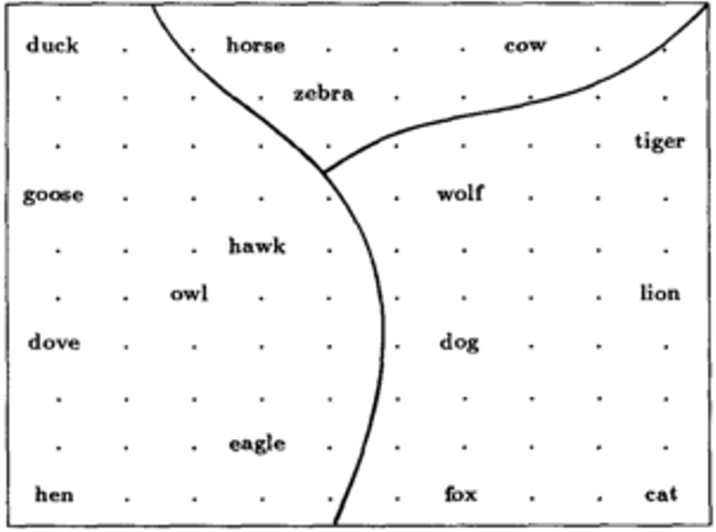 duck horse cow
zebra
tiger
goose wolf
hawk
owl lion
dove dog
eagle
hen fox cat